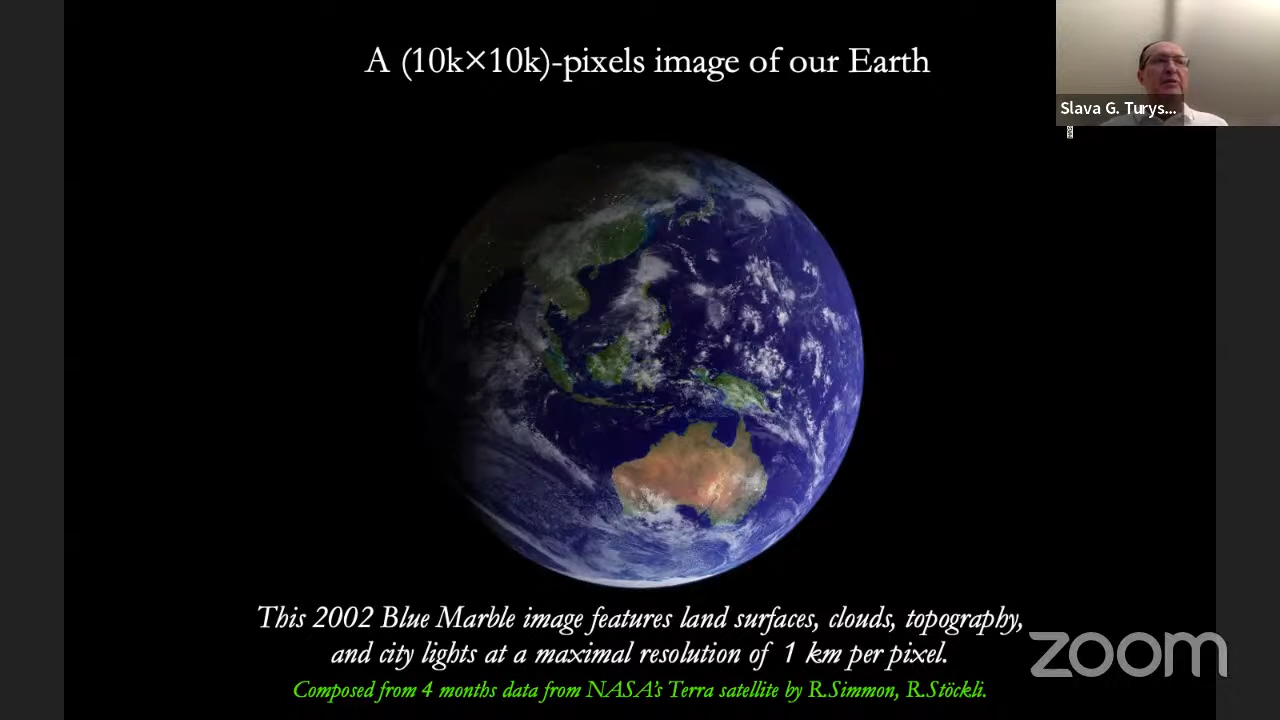 A (10k×10k)-pixels image of our Earth
Slava G. Turys...
This 2002 Blue Marble image features land surfaces, clouds, topography,
and city lights at a maximal resolution of 1 km per pixel.
Composed from 4 months data from NASA's Terra satellite by R.Simmon, R.Stöckli.
zoom